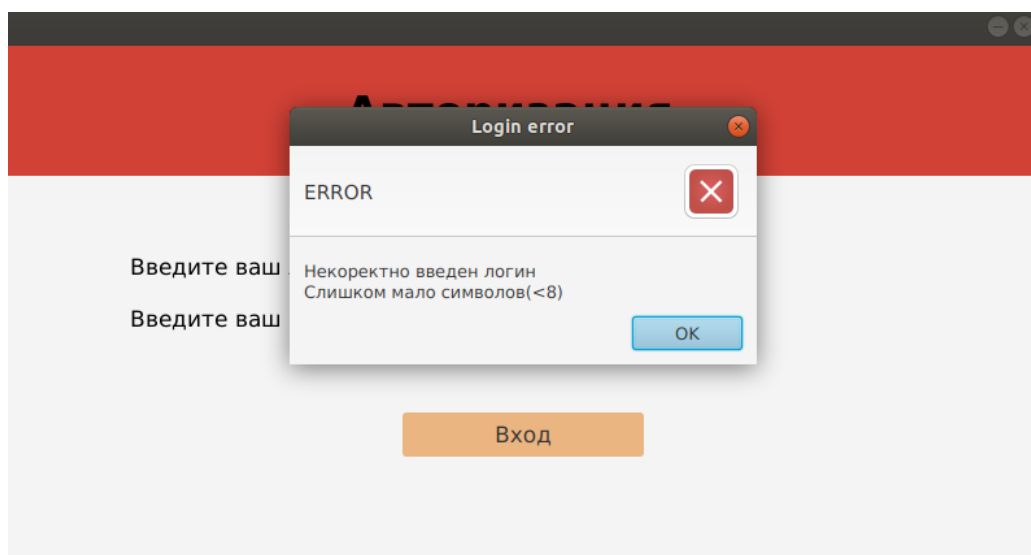 Login error
ERROR
Введите ваш
Некоректно введен логин
Слишком мало символов(<8)
Введите ваш
OK
Вход